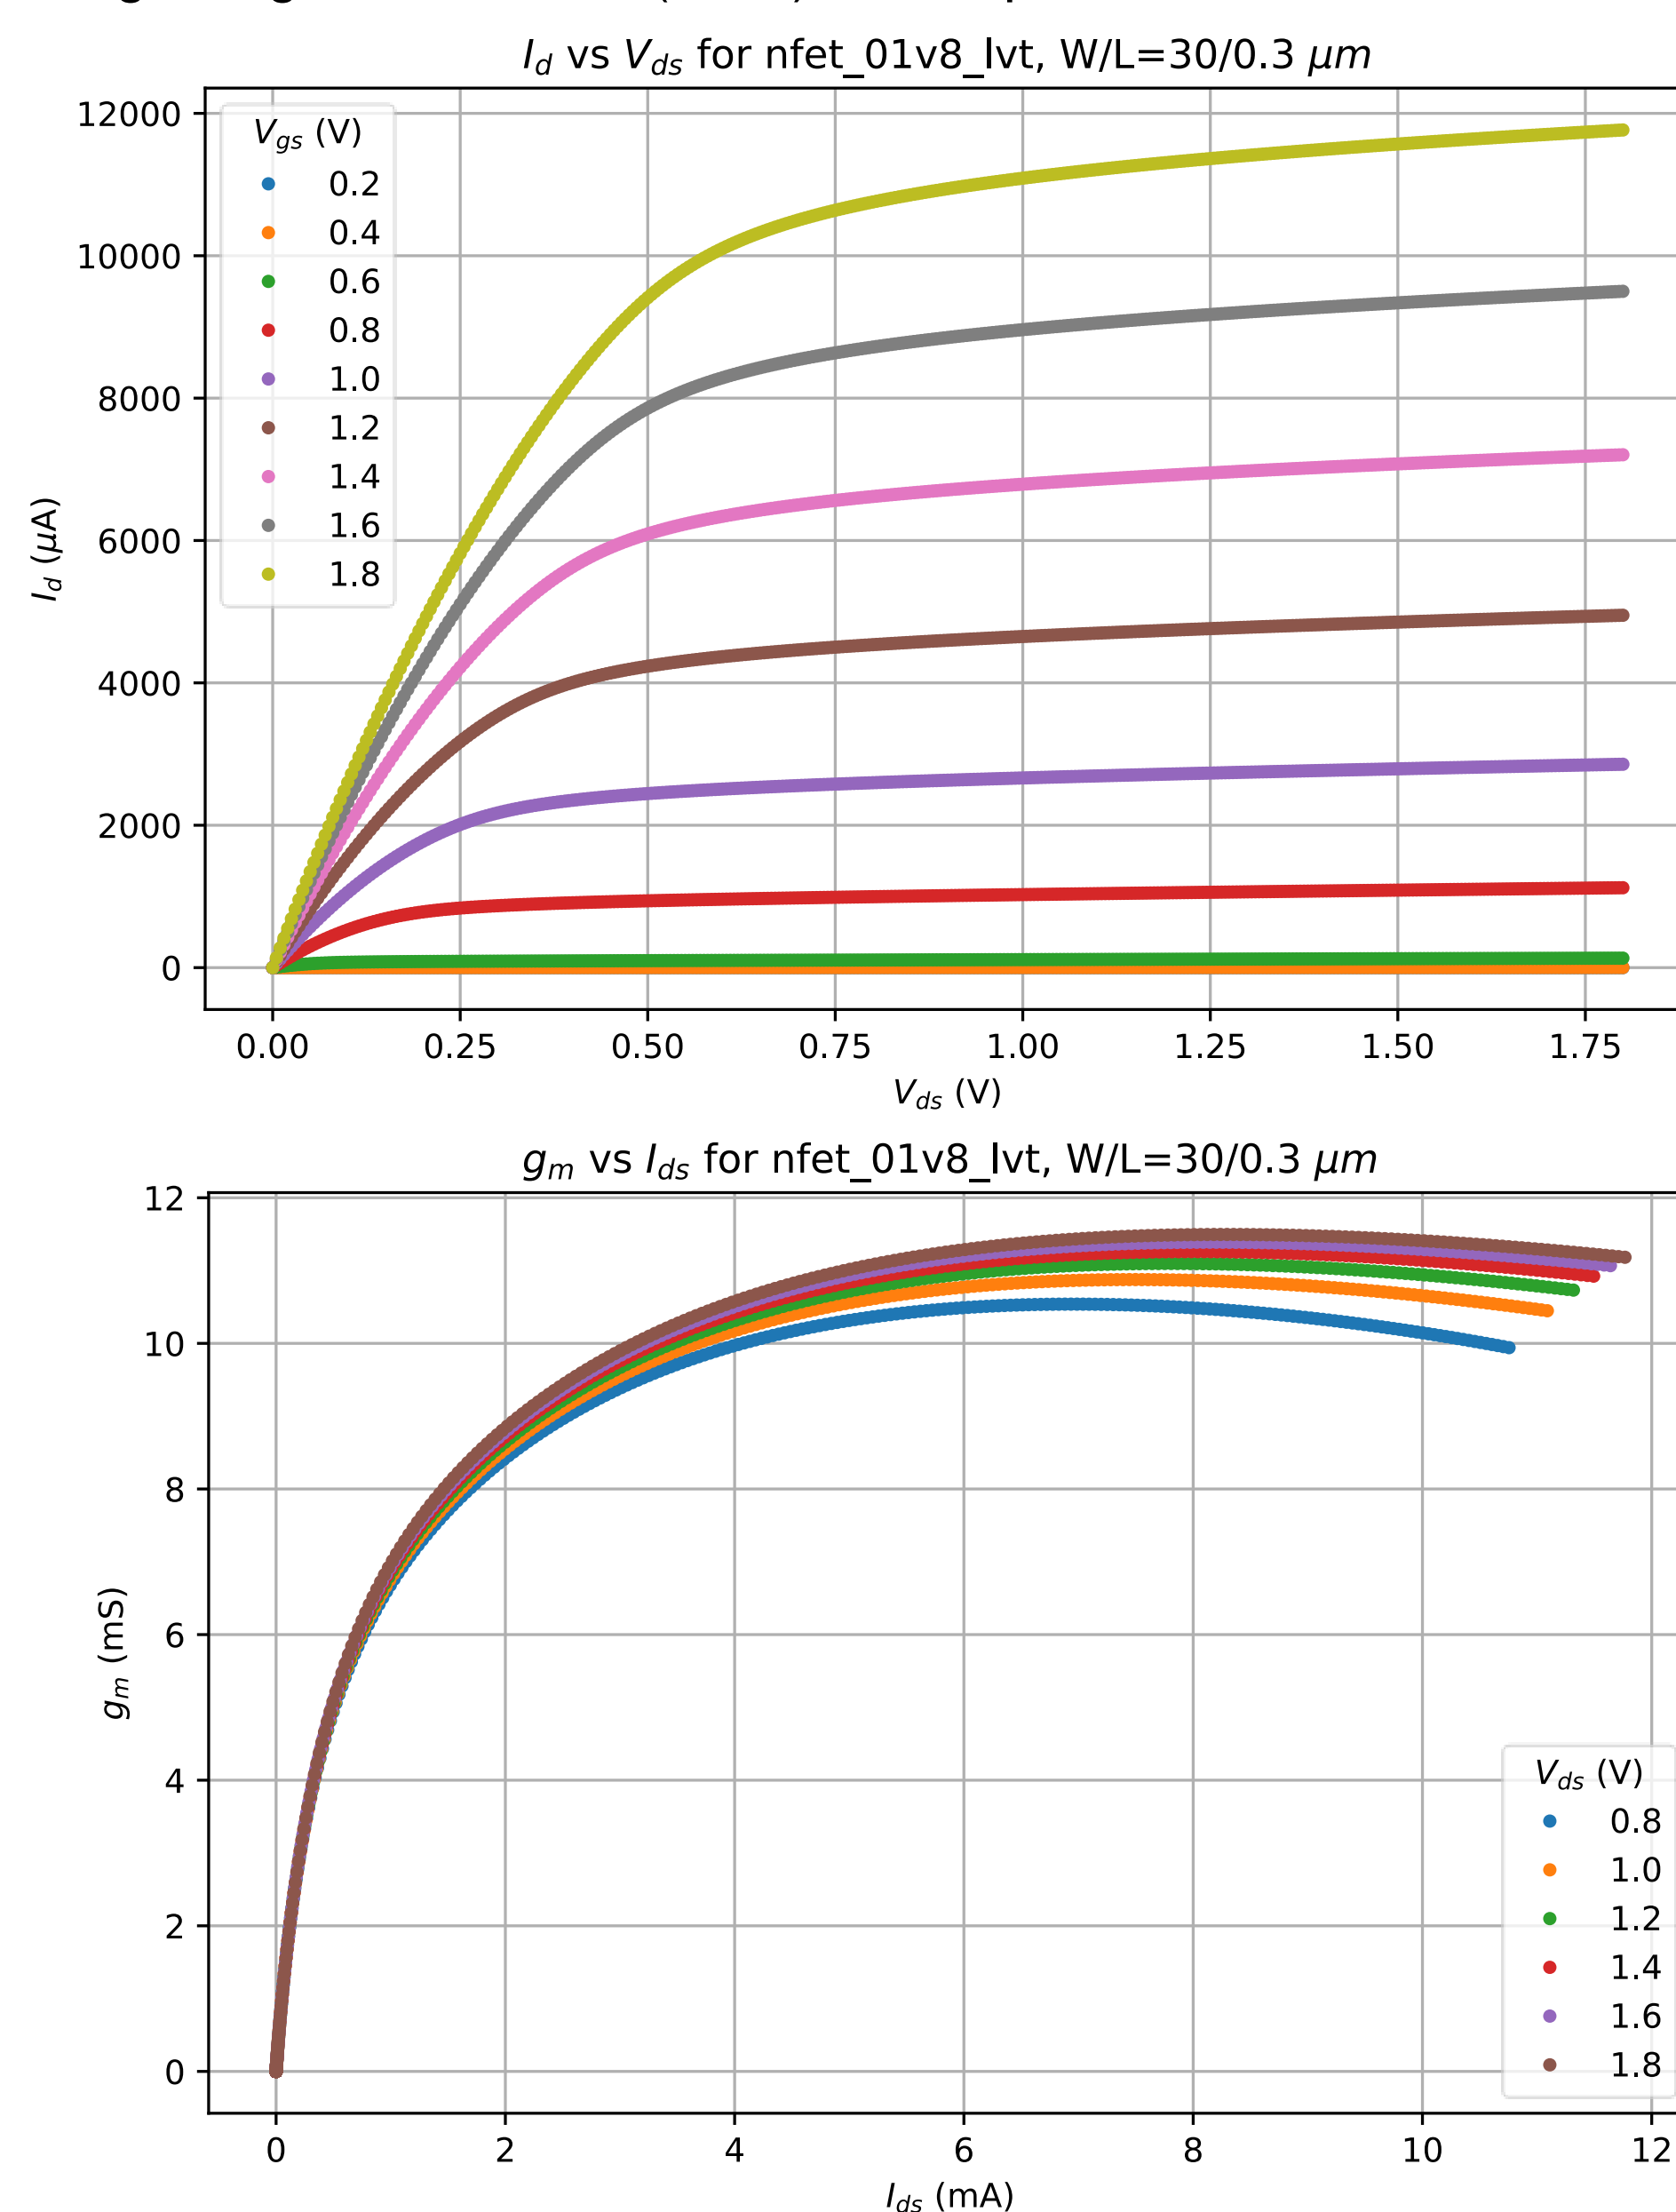 I_d vs V_ds for nfet_01v8_lvt, W/L=30/0.3 μm
12000
10000
8000
6000
4000
2000
0
I_d (μA)
V_gs (V)
0.2
0.4
0.6
0.8
1.0
1.2
1.4
1.6
1.8
0.00 0.25 0.50 0.75 1.00 1.25 1.50 1.75
V_ds (V)
g_m vs I_ds for nfet_01v8_lvt, W/L=30/0.3 μm
12
10
8
6
4
2
0
g_m (mS)
V_ds (V)
0.8
1.0
1.2
1.4
1.6
1.8
0 2 4 6 8 10 12
I_ds (mA)